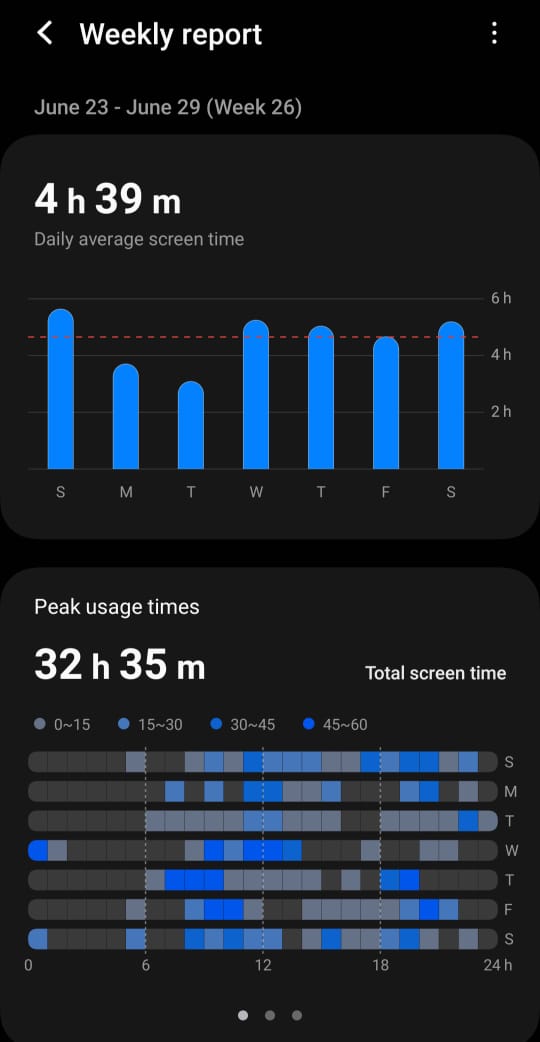 Weekly report
June 23 - June 29 (Week 26)
4 h 39 m
Daily average screen time
6 h
4 h
2 h
S M T W T F S
Peak usage times
32 h 35 m
Total screen time
0~15 15~30 30~45 45~60
S
M
T
W
T
F
S
0 6 12 18 24 h